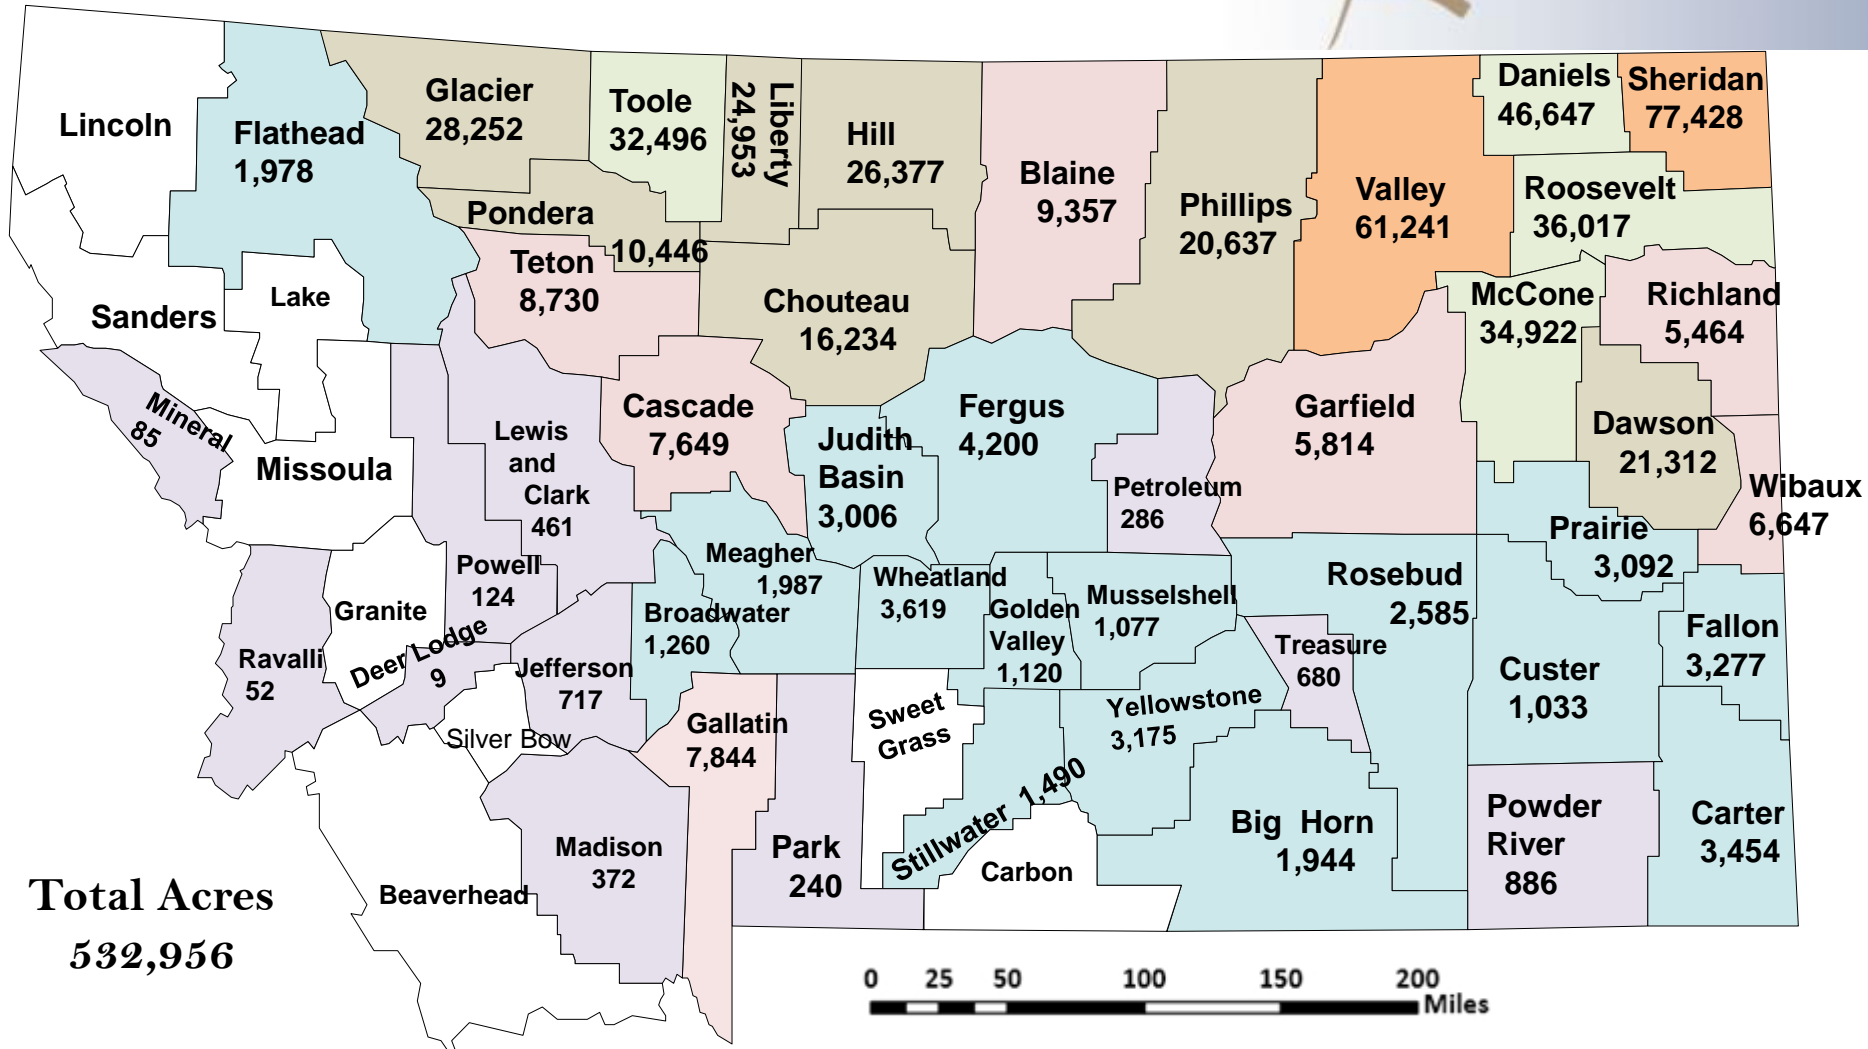 Lincoln
Flathead
1,978
Glacier
28,252
Toole
32,496
Liberty
24,953
Hill
26,377
Blaine
9,357
Phillips
20,637
Valley
61,241
Daniels
46,647
Sheridan
77,428
Roosevelt
36,017
Pondera
10,446
Teton
8,730
Chouteau
16,234
McCone
34,922
Richland
5,464
Sanders
Lake
Mineral
85
Missoula
Lewis
and
Clark
461
Cascade
7,649
Judith
Basin
3,006
Fergus
4,200
Petroleum
286
Garfield
5,814
Dawson
21,312
Wibaux
6,647
Prairie
3,092
Powell
124
Granite
Ravalli
52
Deer Lodge
9
Jefferson
717
Silver Bow
Broadwater
1,260
Meagher
1,987
Wheatland
3,619
Golden
Valley
1,120
Musselshell
1,077
Rosebud
2,585
Treasure
680
Custer
1,033
Fallon
3,277
Gallatin
7,844
Sweet
Grass
Yellowstone
3,175
Stillwater 1,490
Big Horn
1,944
Powder
River
886
Carter
3,454
Madison
372
Park
240
Carbon
Beaverhead
Total Acres
532,956
0 25 50 100 150 200
Miles